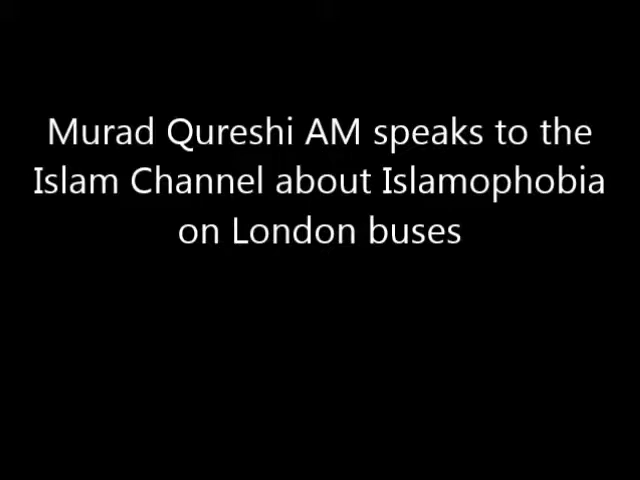 Murad Qureshi AM speaks to the
Islam Channel about Islamophobia
on London buses